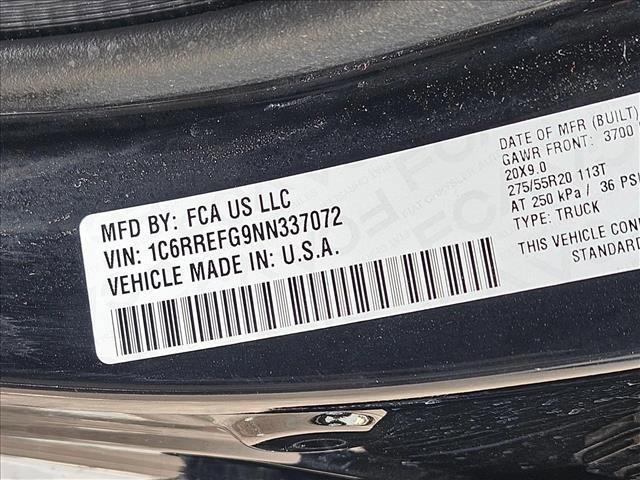 MFD BY: FCA US LLC
VIN: 1C6RREFG9NN337072
VEHICLE MADE IN: U.S.A.
DATE OF MFR (BUILT)
GAWR FRONT: 3700
20X9.0
275/55R20 113T
AT 250 kPa / 36 PSI
TYPE: TRUCK
THIS VEHICLE
STANDARD